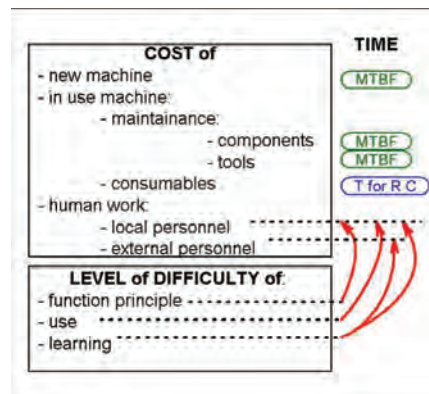 COST of
TIME
- new machine
MTBF
- in use machine:
- maintainance:
- components
MTBF
- tools
MTBF
- consumables
T for R C
- human work:
- local personnel
- external personnel
LEVEL of DIFFICULTY of:
- function principle
- use
- learning